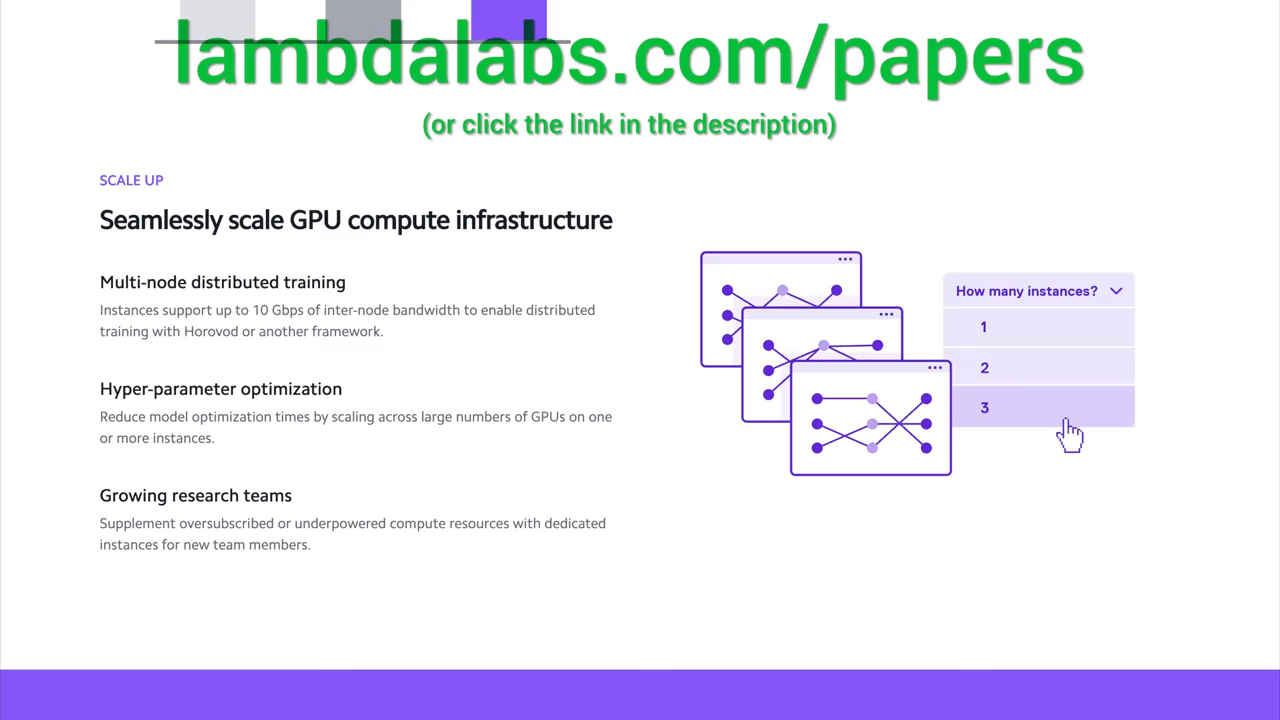 lambdalabs.com/papers
(or click the link in the description)
SCALE UP
Seamlessly scale GPU compute infrastructure
Multi-node distributed training
Instances support up to 10 Gbps of inter-node bandwidth to enable distributed
training with Horovod or another framework.
Hyper-parameter optimization
Reduce model optimization times by scaling across large numbers of GPUs on one
or more instances.
Growing research teams
Supplement oversubscribed or underpowered compute resources with dedicated
instances for new team members.
How many instances?
1
2
3